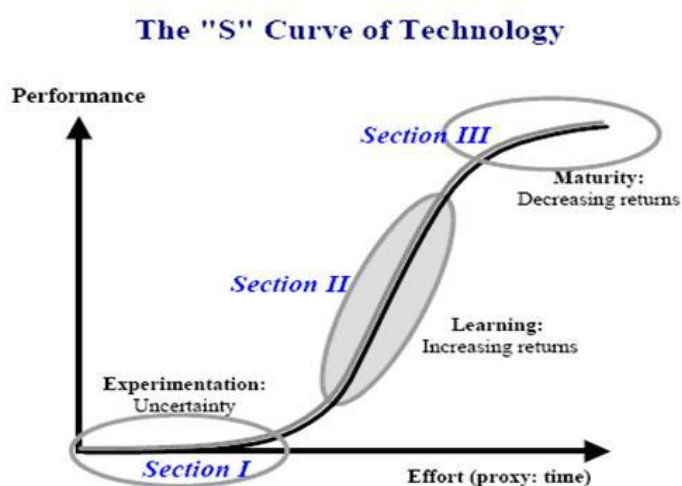 The "S" Curve of Technology
Performance
Section III
Maturity:
Decreasing returns
Section II
Learning:
Increasing returns
Experimentation:
Uncertainty
Section I
Effort (proxy: time)